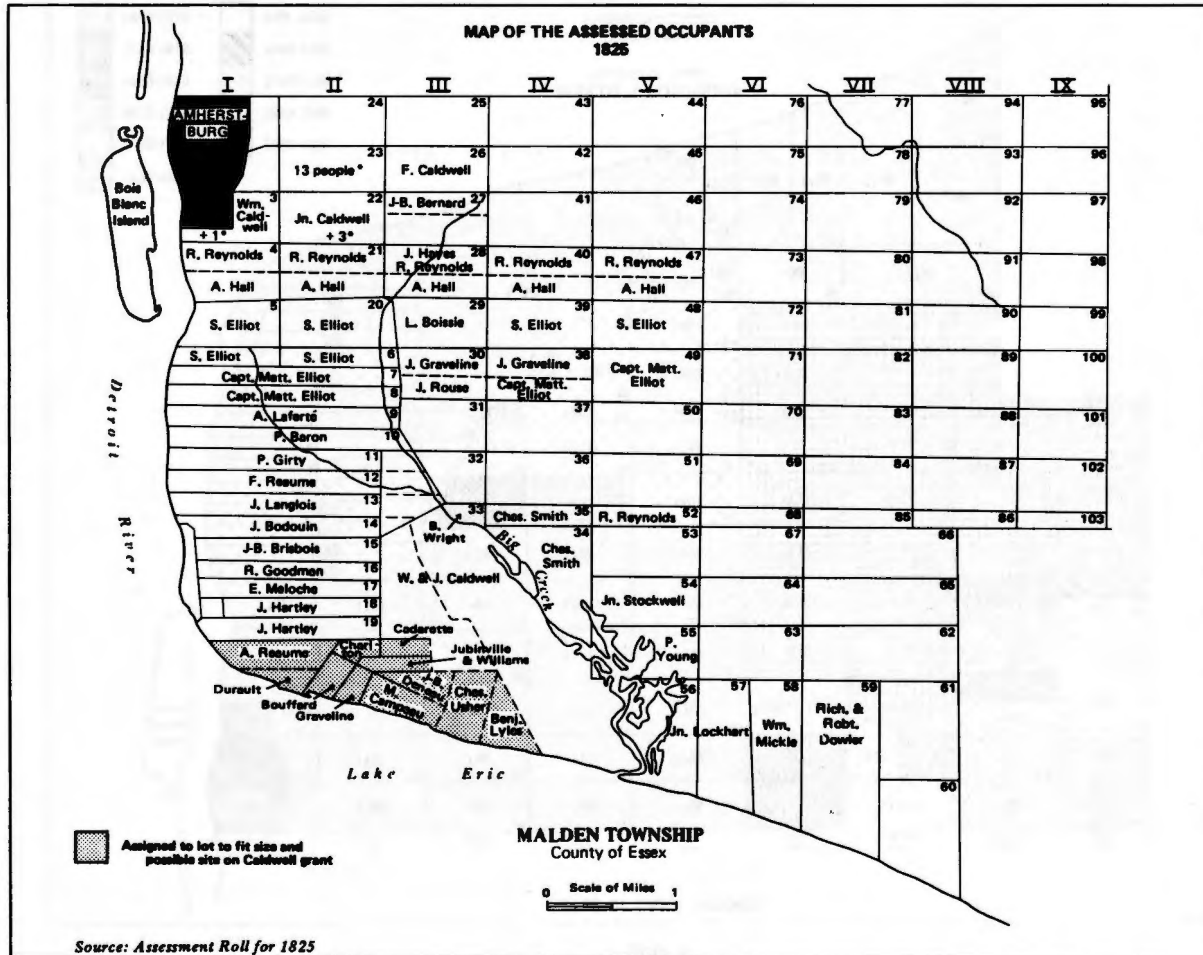 MAP OF THE ASSESSED OCCUPANTS
1825
I II III IV V VI VII VIII IX
24 25 43 44 76 77 94 95
AMHERST-
BURG
23 26 42 45 75 78 93 96
13 people*
F. Caldwell
Bois
Blanc
Island
3 22 27 41 46 74 79 92 97
Wm.
Cald-
well
Jn. Caldwell
+ 3*
J-B. Bernard
+ 1*
4 21 28 40 47 73 80 91 98
R. Reynolds
R. Reynolds
J. Hayes
R. Reynolds
R. Reynolds
R. Reynolds
A. Hall
A. Hall
A. Hall
A. Hall
A. Hall
5 20 29 39 48 72 81 90 99
S. Elliot
S. Elliot
L. Boissie
S. Elliot
S. Elliot
6 30 38 49 71 82 89 100
S. Elliot
S. Elliot
J. Graveline
J. Graveline
Capt. Matt.
Elliot
Capt. Matt. Elliot 7
J. Rouse
Capt. Matt.
Elliot
Capt. Matt. Elliot 8
31 37 50 70 83 88 101
A. Laferté 9
P. Baron 10
P. Girty 11
32 36 51 69 84 87 102
F. Resume 12
J. Langlois 13
33 35 52 68 85 86 103
B.
Wright
Chas. Smith
R. Reynolds
J. Bodouin 14
34 53 67 66
J-B. Brisbois 15
Chas.
Smith
Big
Creek
R. Goodman 16
W. & J. Caldwell
54 64 65
E. Meloche 17
Jn. Stockwell
J. Hartley 18
J. Hartley 19
55 63 62
Detroit
River
Cadarette
A. Resume
Charl-
ton
Jubinville
& Williams
P.
Young
56 57 58 59 61
Durault
Bouffard
Graveline
M.
Campeau
J-B.
Chas.
Usher
Benj.
Lyles
Jn. Lockhart
Wm.
Mickle
Rich. &
Robt.
Dowler
60
Lake Erie
Assigned to lot to fit size and
possible site on Caldwell grant
MALDEN TOWNSHIP
County of Essex
0 Scale of Miles 1
Source: Assessment Roll for 1825